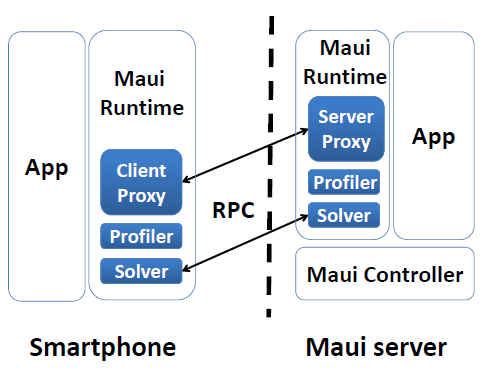 App
Maui
Runtime
Client
Proxy
Profiler
Solver
RPC
Maui
Runtime
Server
Proxy
Profiler
Solver
App
Maui Controller
Smartphone
Maui server